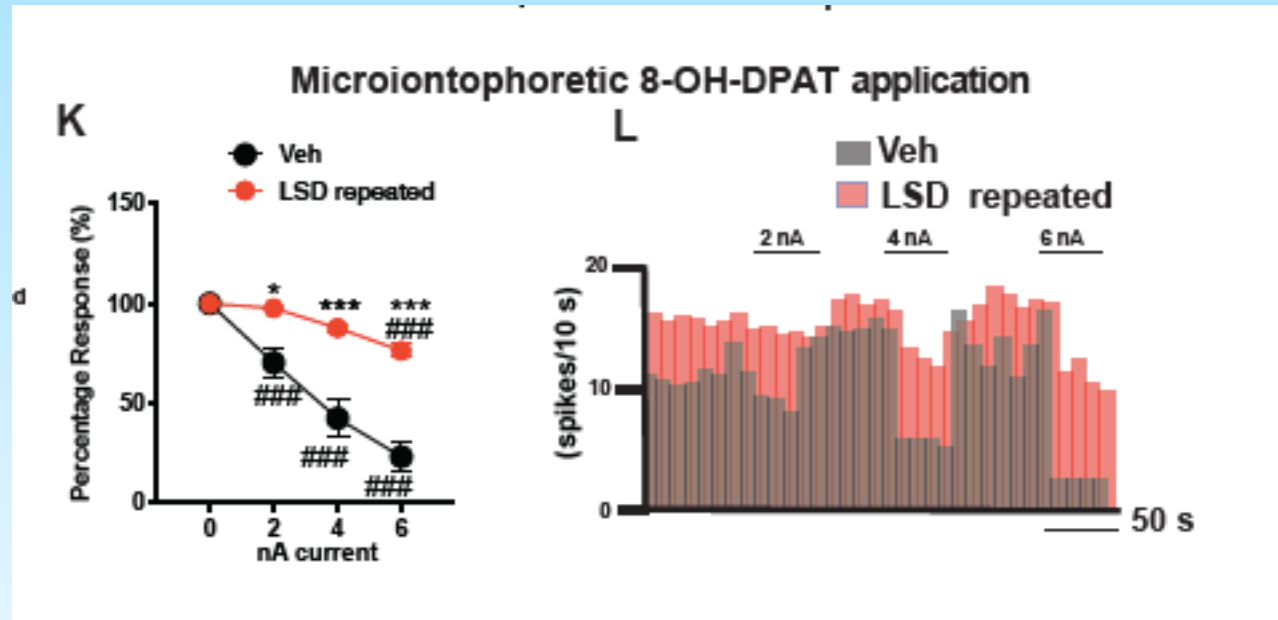 d
Microiontophoretic 8-OH-DPAT application
K
Veh
LSD repeated
Percentage Response (%)
150
100
50
0
*
***
***
###
###
###
###
0 2 4 6
nA current
L
Veh
LSD repeated
2 nA 4 nA 6 nA
(spikes/10 s)
20
10
0
50 s